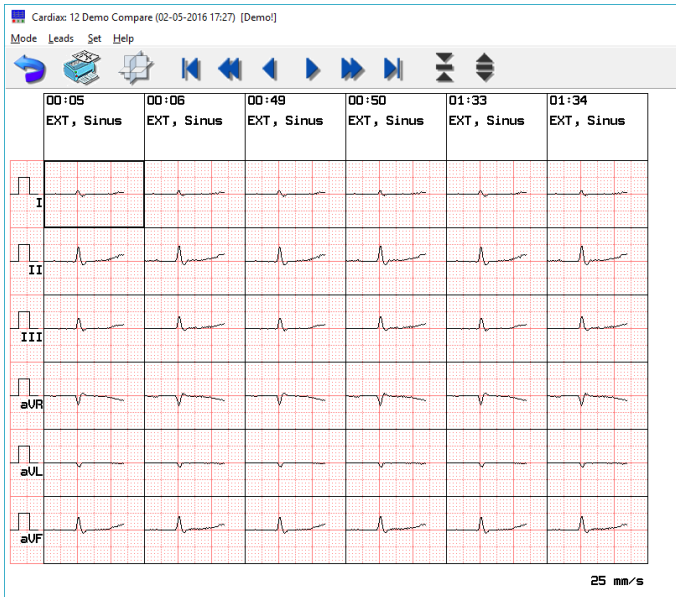 Cardiax: 12 Demo Compare (02-05-2016 17:27) [Demo!]
Mode Leads Set Help
00:05 00:06 00:49 00:50 01:33 01:34
EXT, Sinus EXT, Sinus EXT, Sinus EXT, Sinus EXT, Sinus EXT, Sinus
I
II
III
aVR
aVL
aVF
25 mm/s